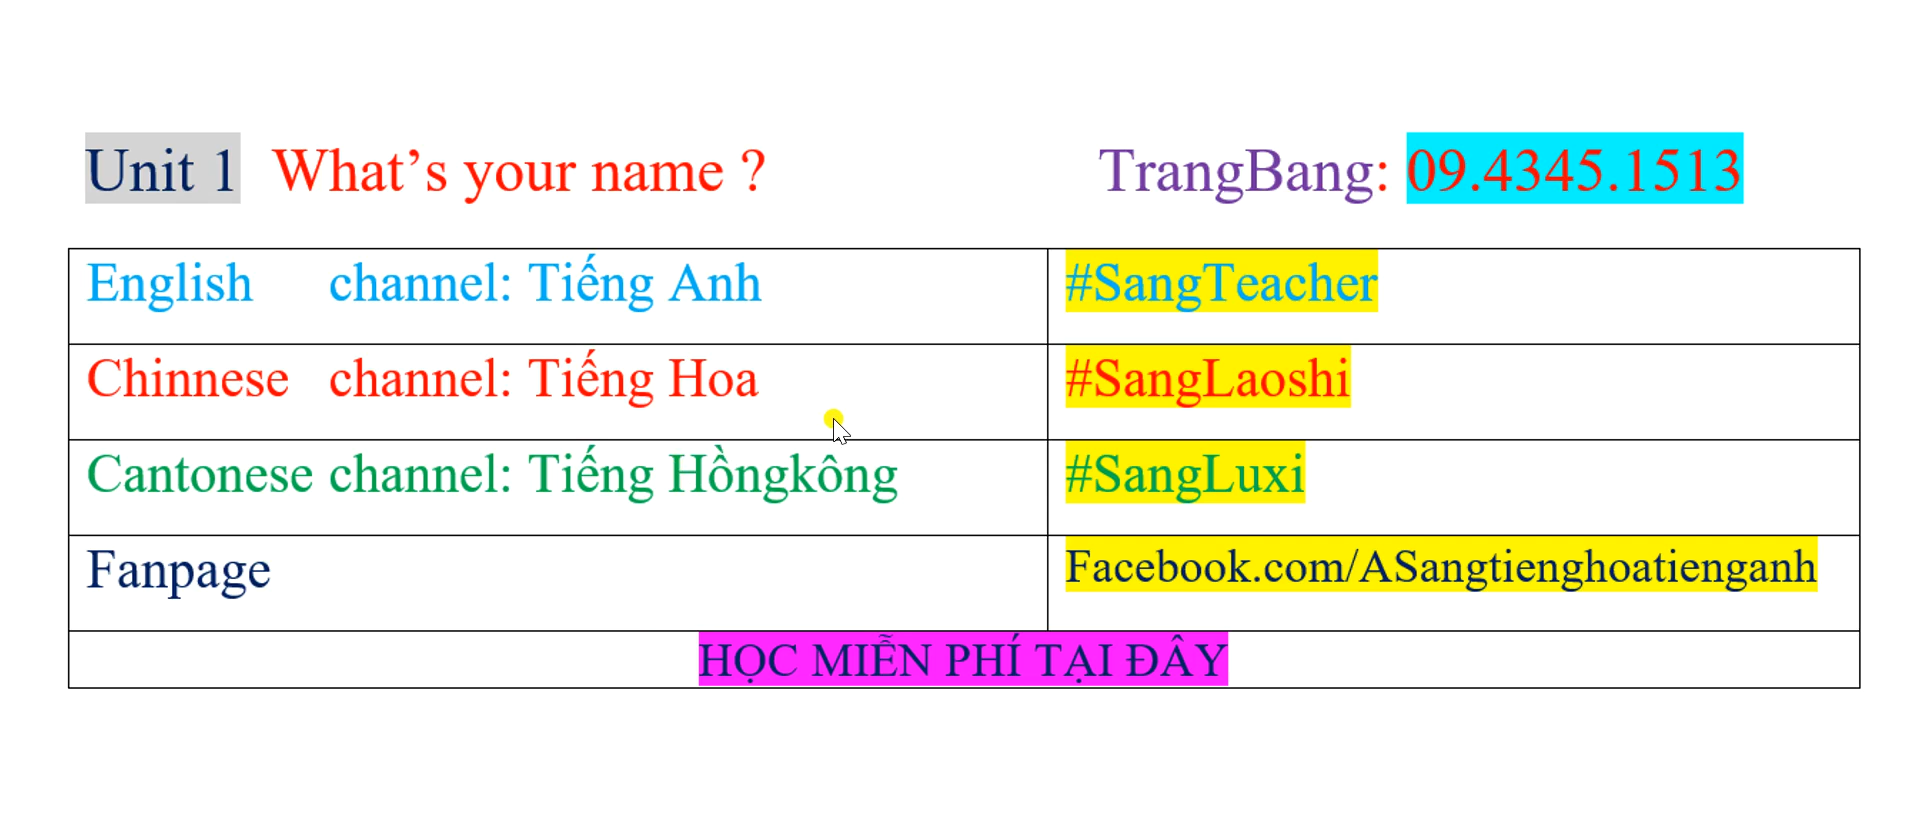 Unit 1 What’s your name ? TrangBang: 09.4345.1513
English channel: Tiếng Anh #SangTeacher
Chinnese channel: Tiếng Hoa #SangLaoshi
Cantonese channel: Tiếng Hồngkông #SangLuxi
Fanpage Facebook.com/ASangtienghoatienganh
HỌC MIỄN PHÍ TẠI ĐÂY